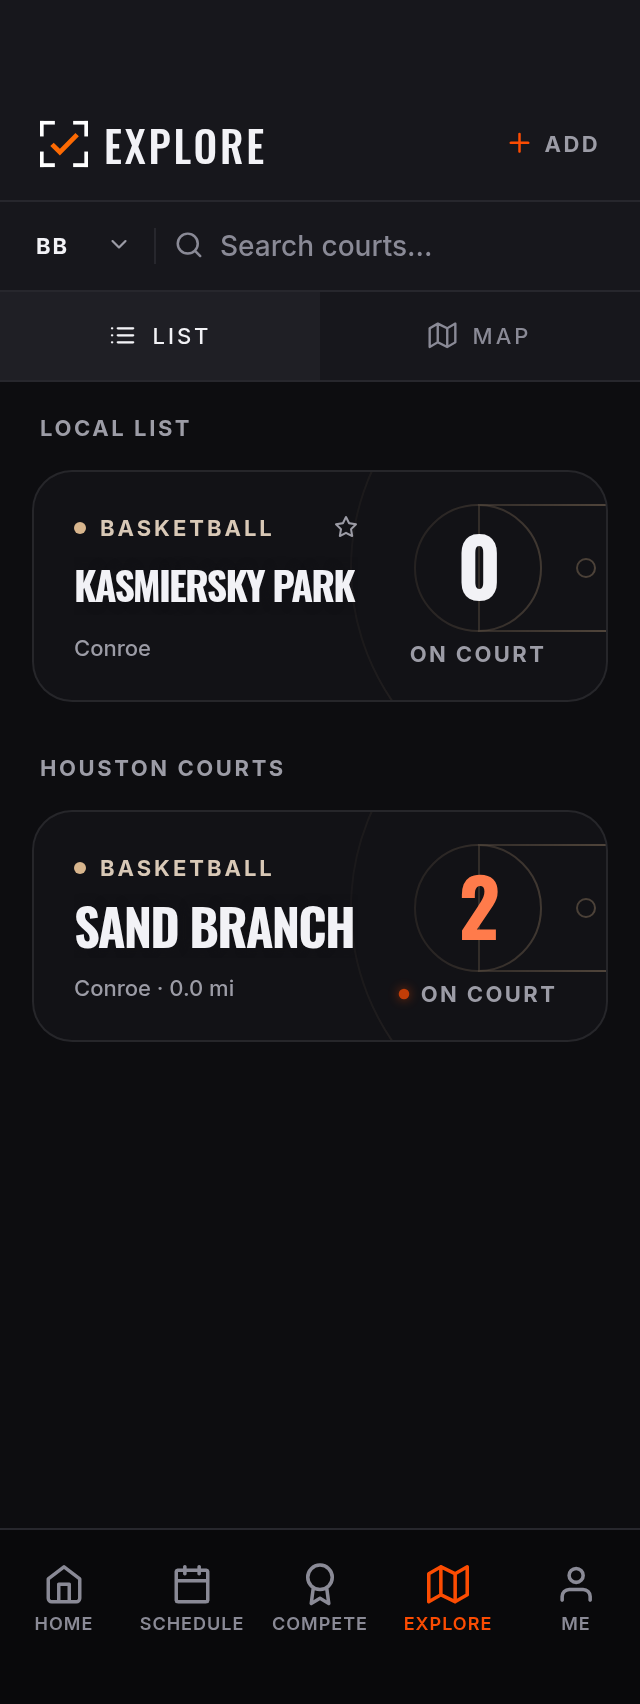 EXPLORE
ADD
BB
Search courts...
LIST
MAP
LOCAL LIST
BASKETBALL
KASMIERSKY PARK
Conroe
0
ON COURT
HOUSTON COURTS
BASKETBALL
SAND BRANCH
Conroe · 0.0 mi
2
ON COURT
HOME
SCHEDULE
COMPETE
EXPLORE
ME